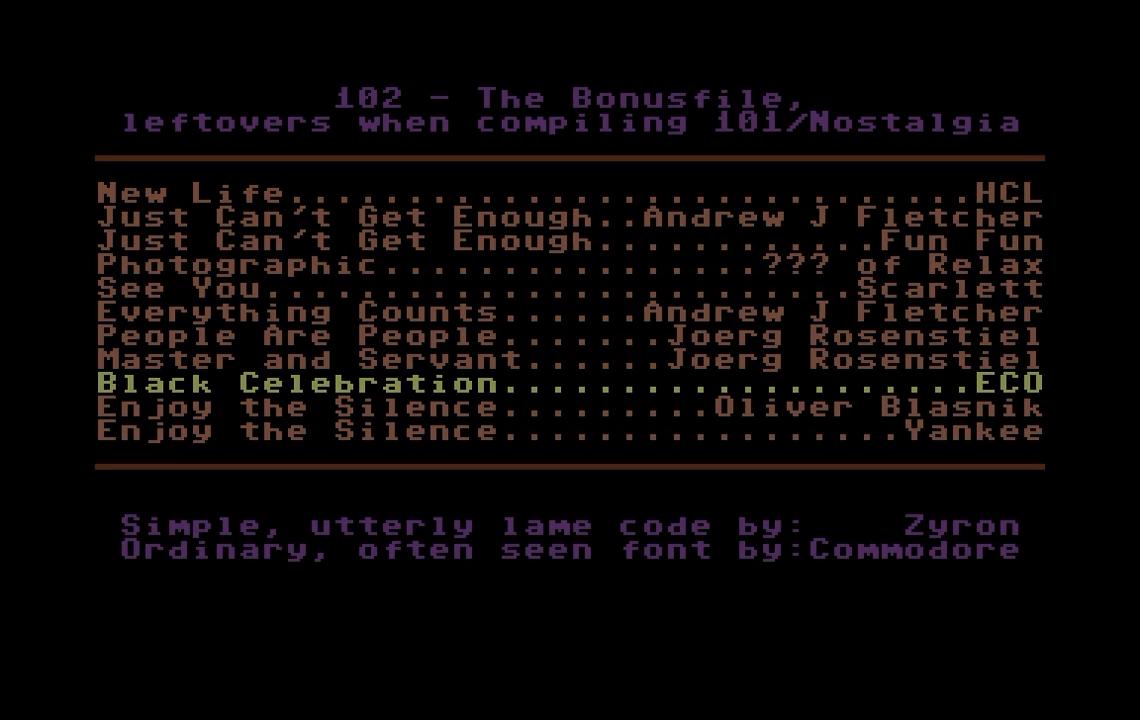 102 - The Bonusfile,
leftovers when compiling 101/Nostalgia
New Life.............................HCL
Just Can't Get Enough..Andrew J Fletcher
Just Can't Get Enough............Fun Fun
Photographic................??? of Relax
See You.........................Scarlett
Everything Counts......Andrew J Fletcher
People Are People.......Joerg Rosenstiel
Master and Servant......Joerg Rosenstiel
Black Celebration....................ECO
Enjoy the Silence.........Oliver Blasnik
Enjoy the Silence.................Yankee
Simple, utterly lame code by:    Zyron
Ordinary, often seen font by:Commodore